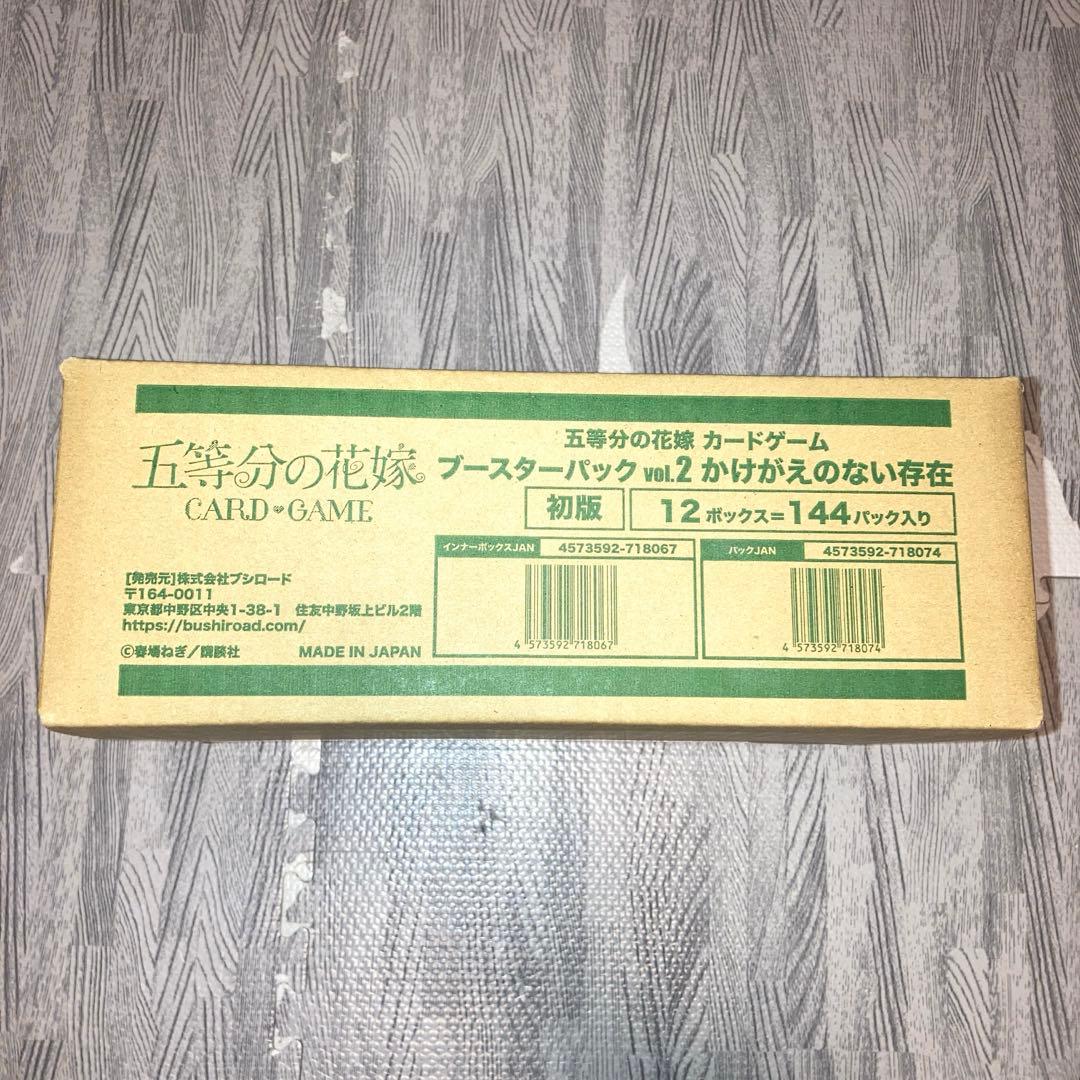 五等分の花嫁
CARD GAME
五等分の花嫁 カードゲーム
ブースターパック vol.2 かけがえのない存在
初版
12ボックス=144パック入り
インナーボックスJAN 4573592-718067
4 573592 718067
パックJAN 4573592-718074
4 573592 718074
[発売元]株式会社ブシロード
〒164-0011
東京都中野区中央1-38-1 住友中野坂上ビル2階
https://bushiroad.com/
©春場ねぎ/講談社 MADE IN JAPAN